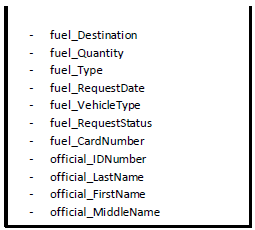 - fuel_Destination
- fuel_Quantity
- fuel_Type
- fuel_RequestDate
- fuel_VehicleType
- fuel_RequestStatus
- fuel_CardNumber
- official_IDNumber
- official_LastName
- official_FirstName
- official_MiddleName